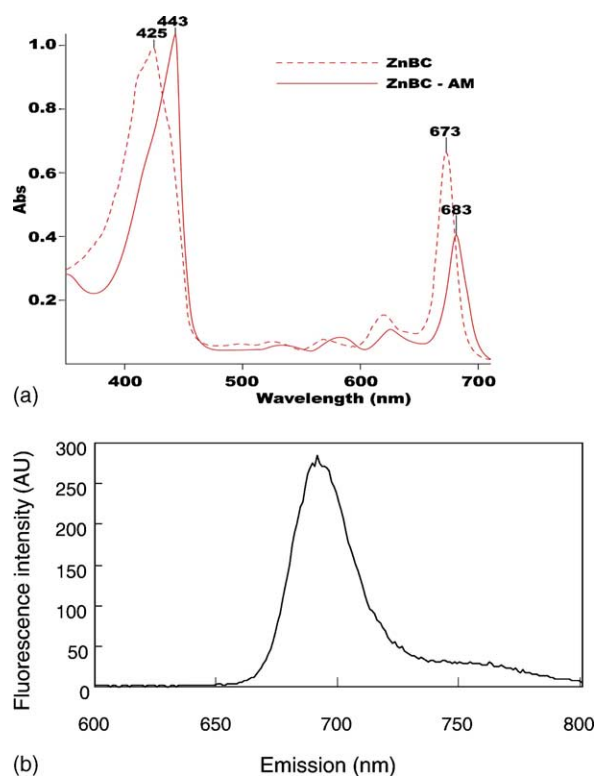 425 443
1.0
ZnBC
ZnBC - AM
0.8
673
0.6
Abs
683
0.4
0.2
400 500 600 700
Wavelength (nm)
(a)
300
250
200
150
100
50
0
Fluorescence intensity (AU)
600 650 700 750 800
Emission (nm)
(b)